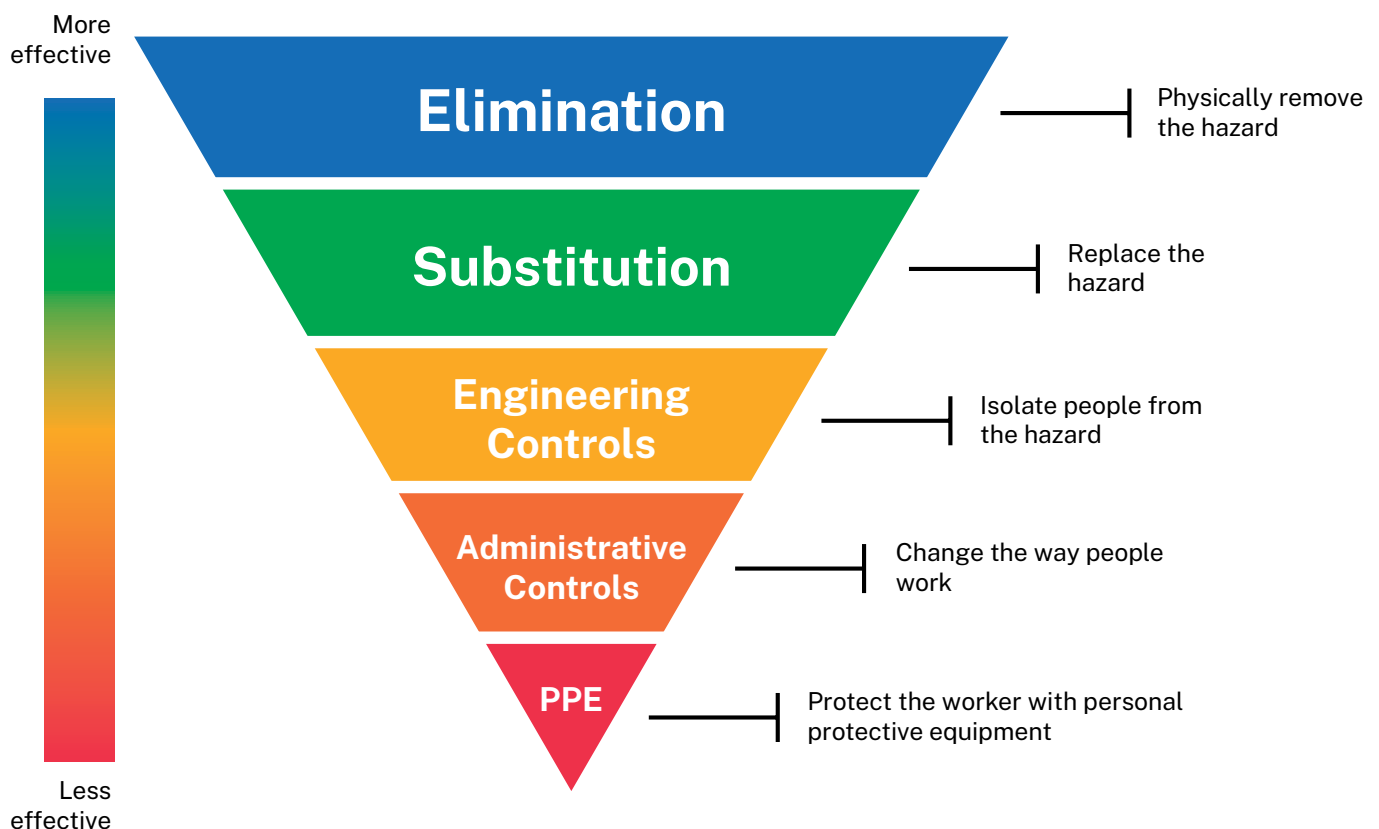 More
effective
Elimination
Physically remove
the hazard
Substitution
Replace the
hazard
Engineering
Controls
Isolate people from
the hazard
Administrative
Controls
Change the way people
work
PPE
Protect the worker with personal
protective equipment
Less
effective